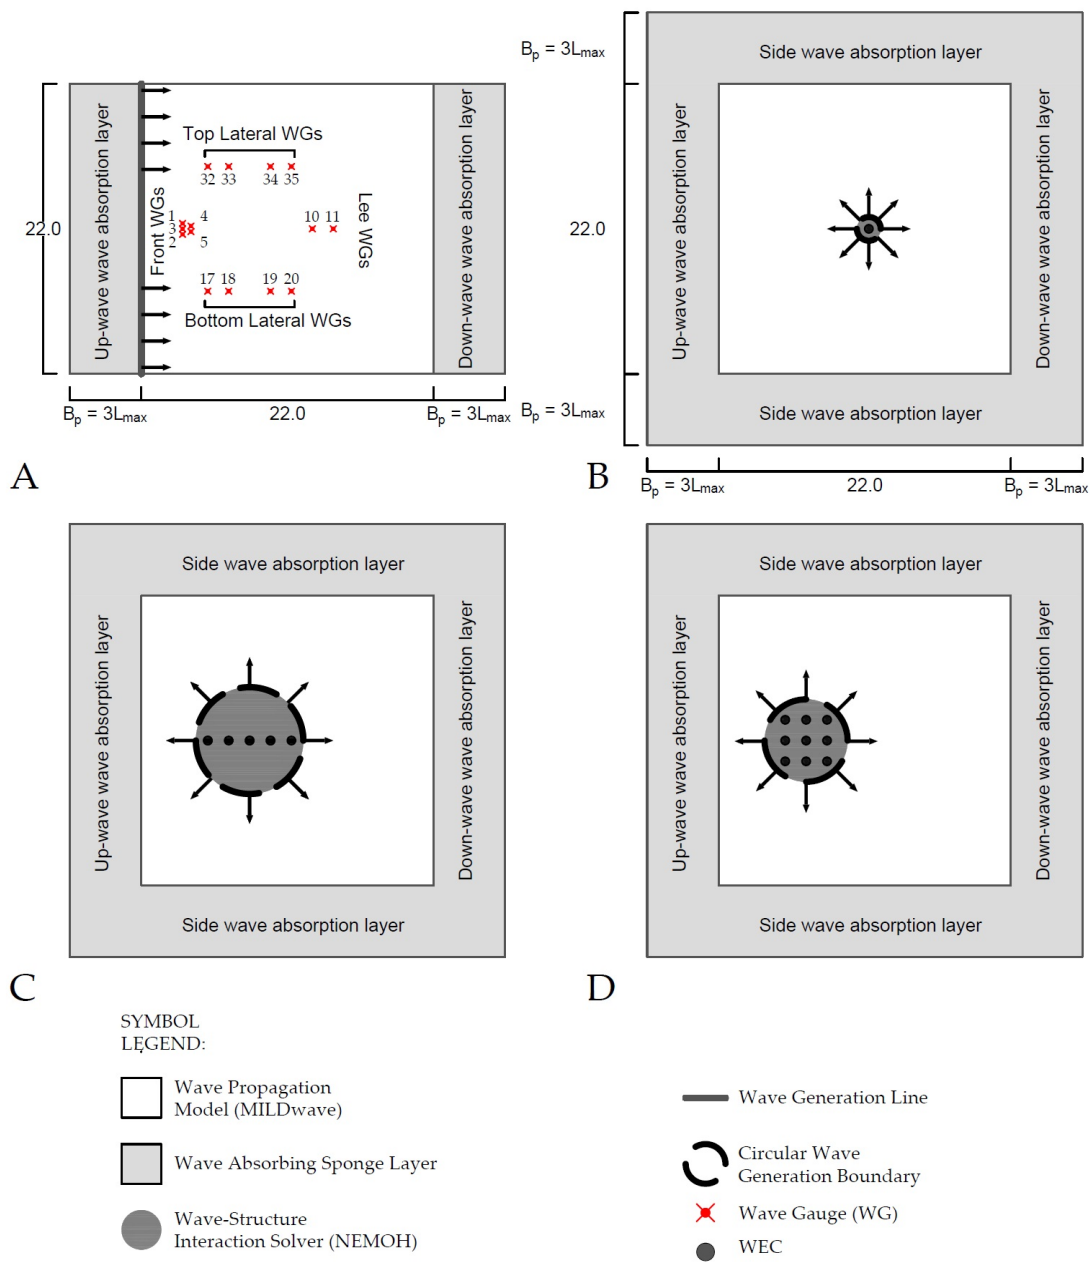 Up-wave wave absorption layer
Front WGs
Top Lateral WGs
32 33 34 35
1 4
3
2 5
10 11
Lee WGs
17 18 19 20
Bottom Lateral WGs
Down-wave wave absorption layer
22.0
Bp = 3Lmax
22.0
Bp = 3Lmax
A
Bp = 3Lmax
22.0
Bp = 3Lmax
Side wave absorption layer
Up-wave wave absorption layer
Down-wave wave absorption layer
Side wave absorption layer
Bp = 3Lmax
22.0
Bp = 3Lmax
B
Side wave absorption layer
Up-wave wave absorption layer
Down-wave wave absorption layer
Side wave absorption layer
C
Side wave absorption layer
Up-wave wave absorption layer
Down-wave wave absorption layer
Side wave absorption layer
D
SYMBOL
LEGEND:
Wave Propagation
Model (MILDwave)
Wave Absorbing Sponge Layer
Wave-Structure
Interaction Solver (NEMOH)
Wave Generation Line
Circular Wave
Generation Boundary
Wave Gauge (WG)
WEC